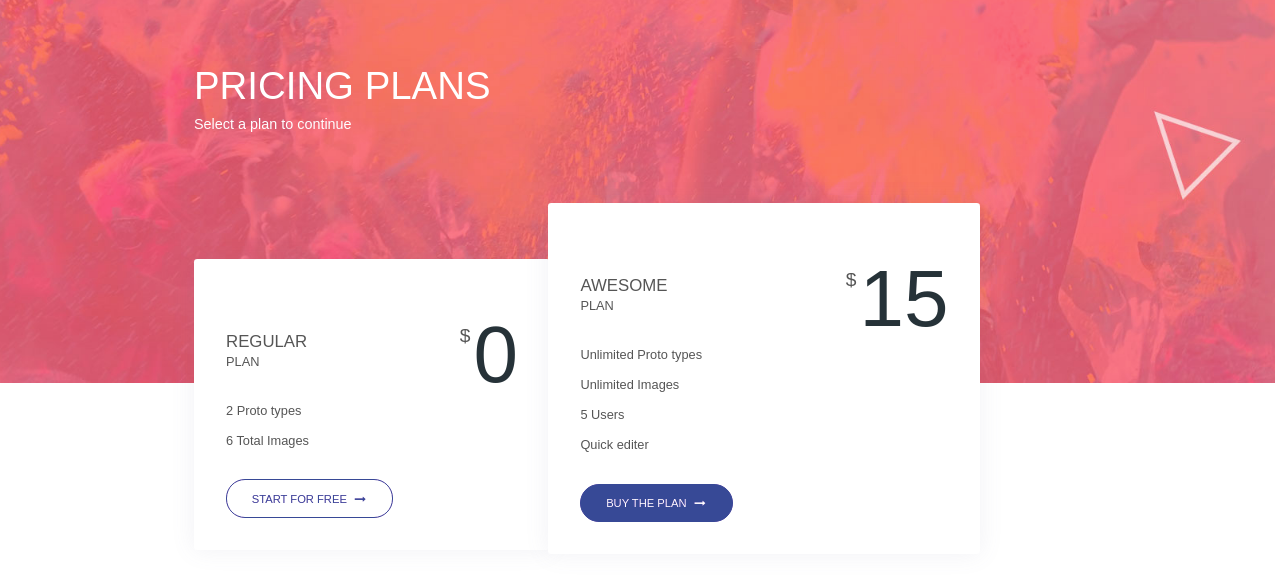 PRICING PLANS
Select a plan to continue
REGULAR
PLAN
$ 0
2 Proto types
6 Total Images
START FOR FREE
AWESOME
PLAN
$ 15
Unlimited Proto types
Unlimited Images
5 Users
Quick editer
BUY THE PLAN